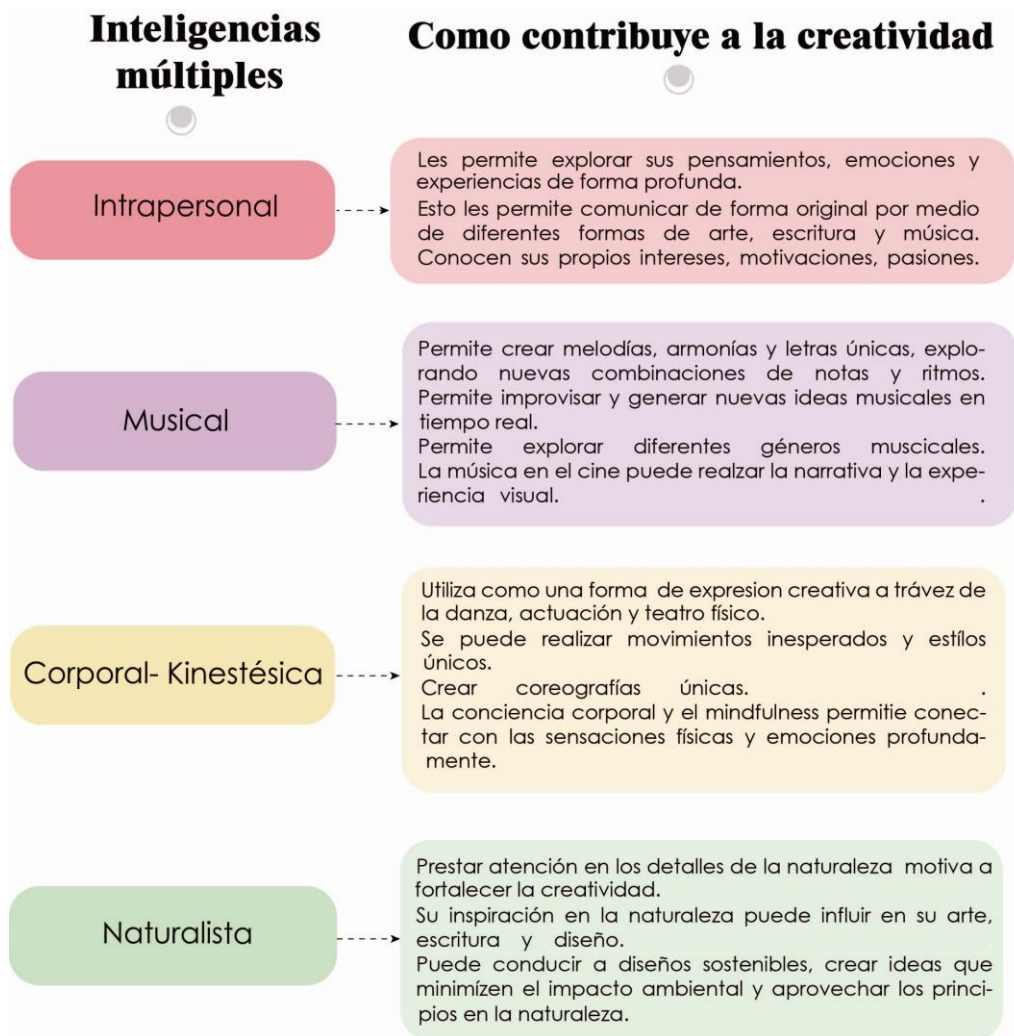 Inteligencias
múltiples
Como contribuye a la creatividad
Intrapersonal
Les permite explorar sus pensamientos, emociones y
experiencias de forma profunda.
Esto les permite comunicar de forma original por medio
de diferentes formas de arte, escritura y música.
Conocen sus propios intereses, motivaciones, pasiones.
Musical
Permite crear melodías, armonías y letras únicas, explo-
rando nuevas combinaciones de notas y ritmos.
Permite improvisar y generar nuevas ideas musicales en
tiempo real.
Permite explorar diferentes géneros muscicales.
La música en el cine puede realzar la narrativa y la expe-
riencia visual. .
Corporal- Kinestésica
Utiliza como una forma de expresion creativa a trávez de
la danza, actuación y teatro físico.
Se puede realizar movimientos inesperados y estílos
únicos.
Crear coreografías únicas. .
La conciencia corporal y el mindfulness permitie conec-
tar con las sensaciones físicas y emociones profunda-
mente.
Naturalista
Prestar atención en los detalles de la naturaleza motiva a
fortalecer la creatividad.
Su inspiración en la naturaleza puede influir en su arte,
escritura y diseño.
Puede conducir a diseños sostenibles, crear ideas que
minimízen el impacto ambiental y aprovechar los princi-
pios en la naturaleza.